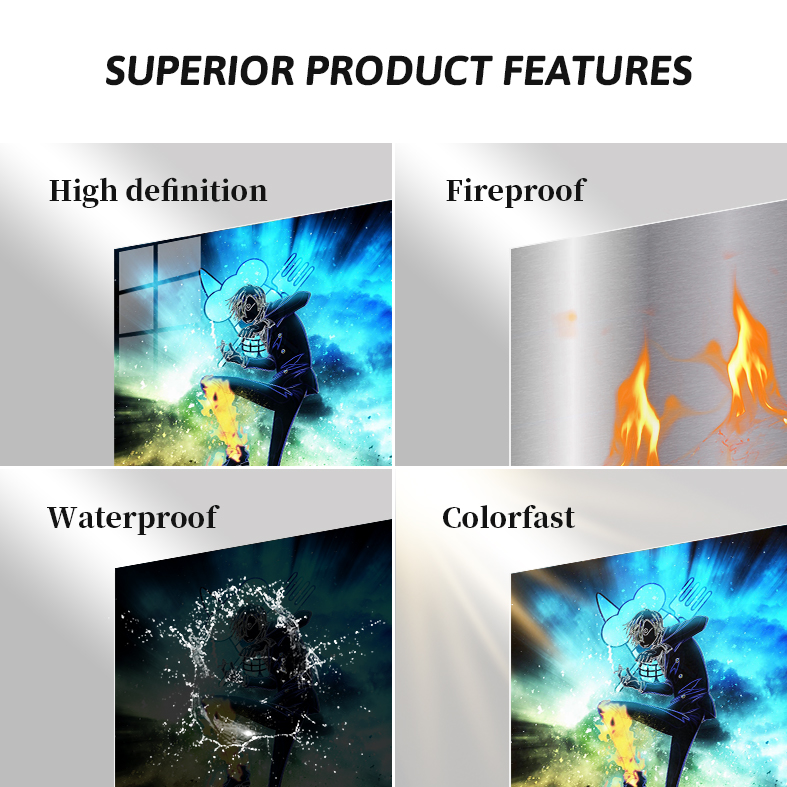 SUPERIOR PRODUCT FEATURES
High definition
Fireproof
Waterproof
Colorfast